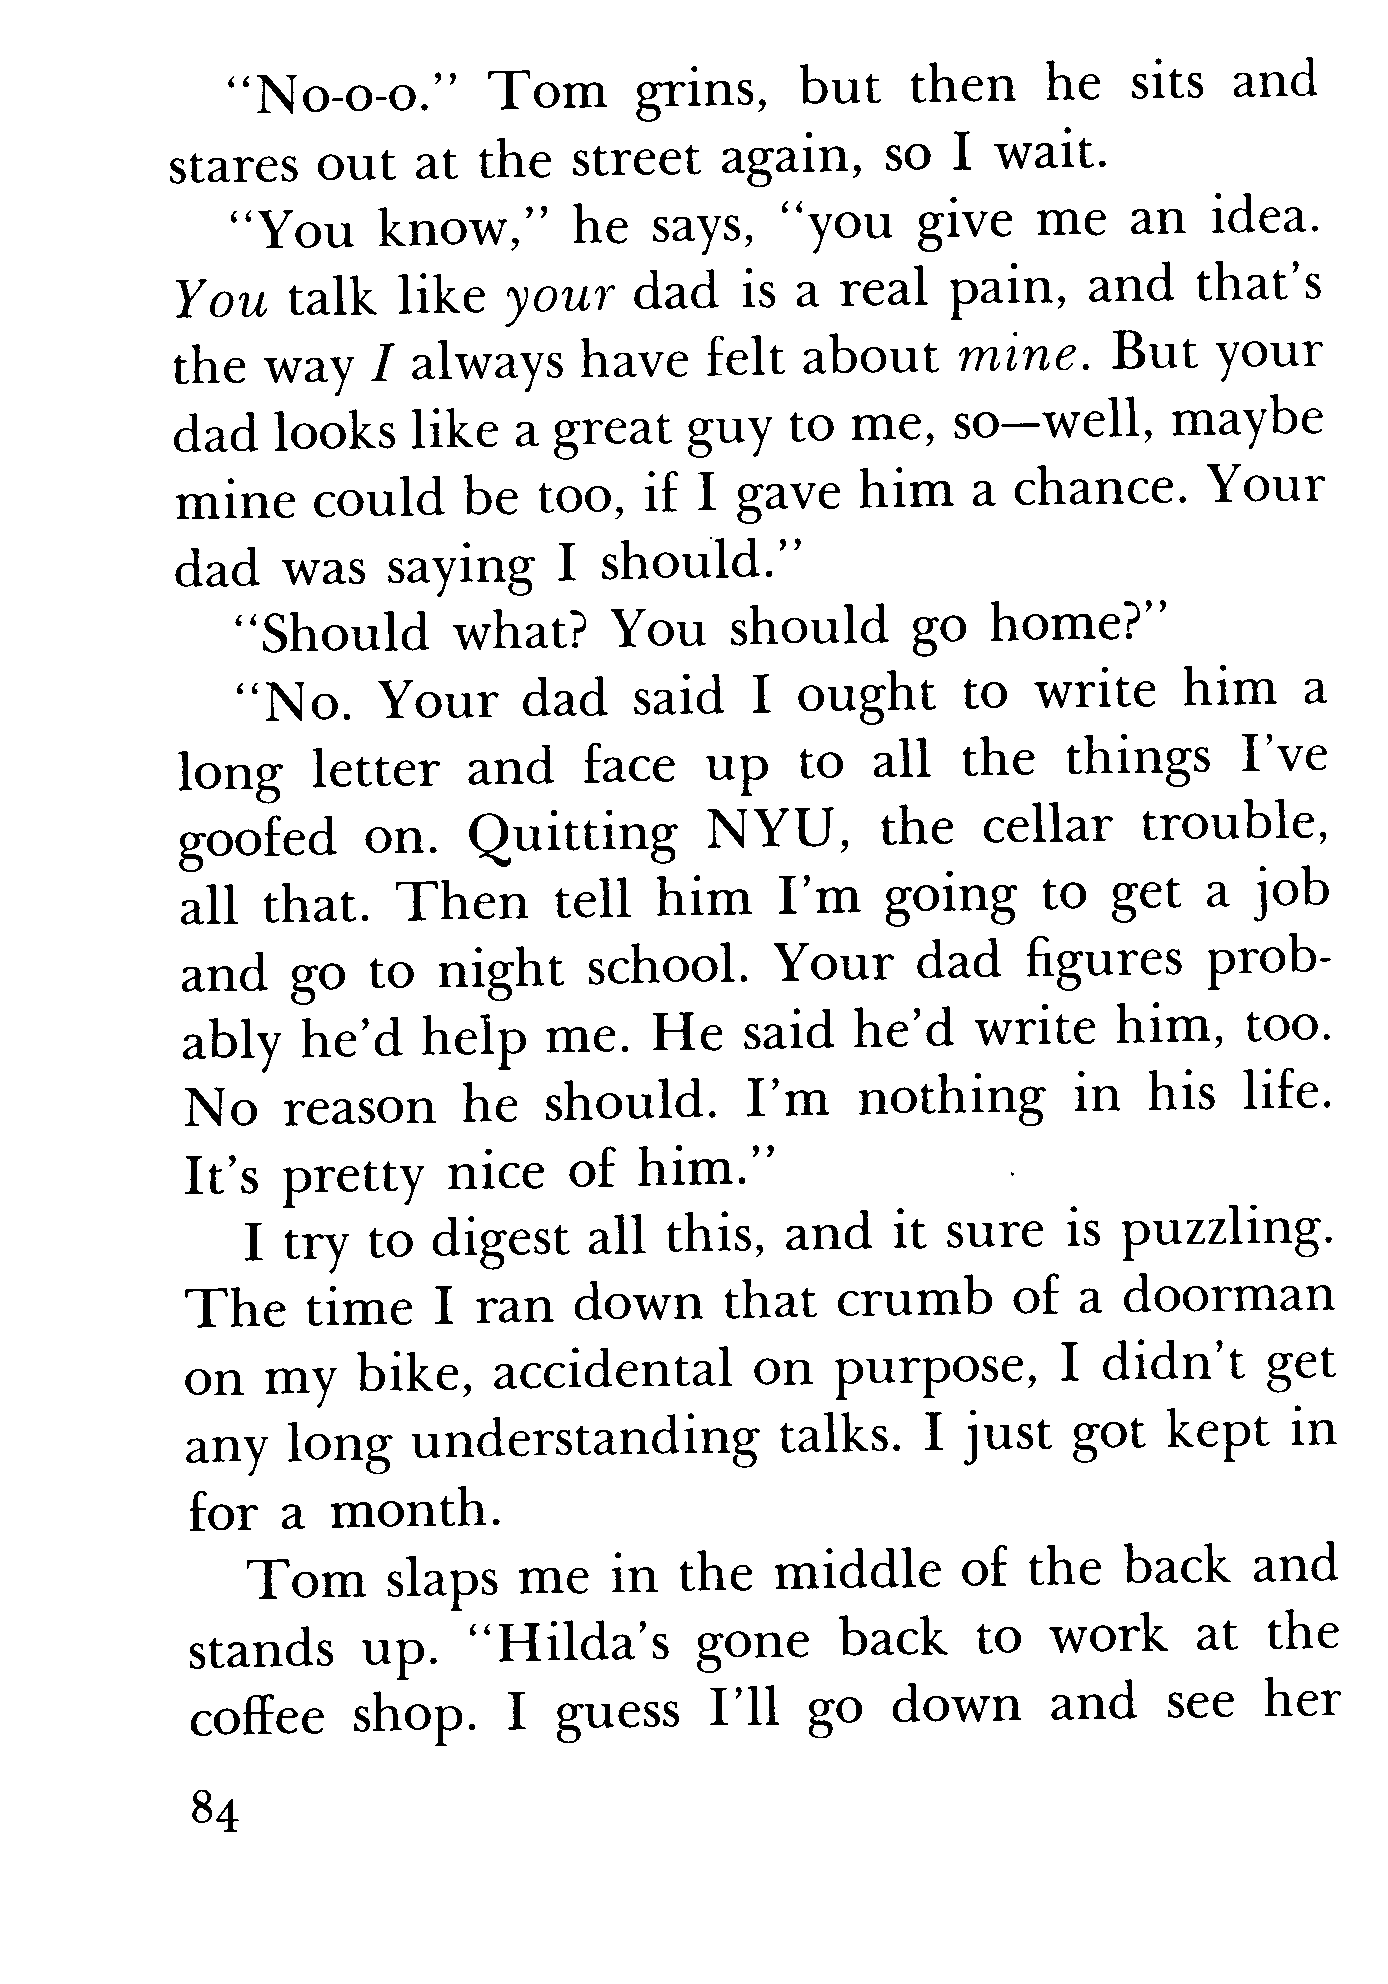 “No-o-o.” Tom grins, but then he sits and
stares out at the street again, so I wait.
“You know,” he says, “you give me an idea.
You talk like your dad is a real pain, and that’s
the way I always have felt about mine. But your
dad looks like a great guy to me, so—well, maybe
mine could be too, if I gave him a chance. Your
dad was saying I should.”
“Should what? You should go home?”
“No. Your dad said I ought to write him a
long letter and face up to all the things I’ve
goofed on. Quitting NYU, the cellar trouble,
all that. Then tell him I’m going to get a job
and go to night school. Your dad figures prob-
ably he’d help me. He said he’d write him, too.
No reason he should. I’m nothing in his life.
It’s pretty nice of him.”
I try to digest all this, and it sure is puzzling.
The time I ran down that crumb of a doorman
on my bike, accidental on purpose, I didn’t get
any long understanding talks. I just got kept in
for a month.
Tom slaps me in the middle of the back and
stands up. “Hilda’s gone back to work at the
coffee shop. I guess I’ll go down and see her
84